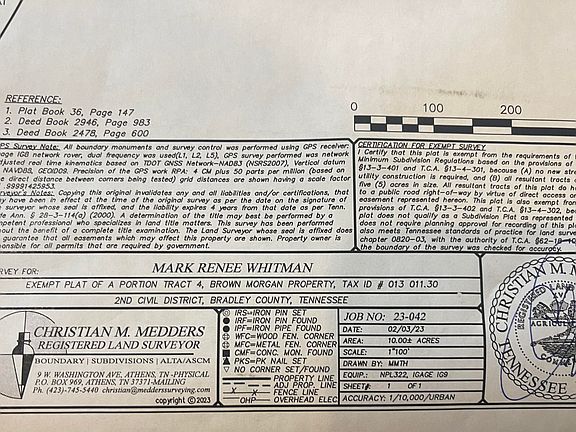 REFERENCE:
1. Plat Book 36, Page 147
2. Deed Book 2946, Page 983
3. Deed Book 2478, Page 600
0 100 200
GPS Survey Note: All boundary monuments and survey control was performed using GPS receiver:
IGB network rover, dual frequency was used(L1, L2, L5), GPS survey performed was network
adjusted real time kinematics based on TDOT GNSS Network-NAD83 (NSRS2007), Vertical datum
NAVD88, GEOID09. Precision of the GPS work RPA: 4 CM plus 50 parts per million (based on
the direct distance between corners being tested) and distances are shown having a scale factor
.99991425953.
Surveyor's Notes: Copying this original invalidates any and all liabilities and/or certifications, that
may have been in effect at the time of the original survey as per the date on the signature of
surveyor whose seal is affixed, and the liability expires 4 years from that date as per Tenn.
Code Ann § 28-3-114(a) (2000). A determination of the title may best be performed by a
competent professional who specializes in land title matters. This survey has been performed
without the benefit of a complete title examination. The Land Surveyor whose seal is affixed does
guarantee that all easements which may affect this property are shown. Property owner is
responsible for all permits that are required by government.
CERTIFICATION FOR EXEMPT SURVEY
I Certify that this plat is exempt from the requirements of
Minimum Subdivision Regulations based on the provisions of
§13-3-401 and T.C.A. §13-4-301, because (A) no new
utility construction is required, and (B) all resultant tracts
five (5) acres in size. All resultant tracts of this plat do
to a public road right-of-way by virtue of direct access
easement represented hereon. This plat is also exempt from
provisions of T.C.A. §13-3-402 and T.C.A. §13-4-302,
plat does not qualify as a Subdivision Plat as represented
does not require planning approval for recording of this plat
also meets Tennessee standards of practice for land
chapter 0820-03, with the authority of T.C.A. §62-18-
the boundary of the survey was checked for accuracy.
SURVEY FOR: MARK RENEE WHITMAN
EXEMPT PLAT OF A PORTION TRACT 4, BROWN MORGAN PROPERTY, TAX ID # 013 011.30
2ND CIVIL DISTRICT, BRADLEY COUNTY, TENNESSEE
CHRISTIAN M. MEDDERS
REGISTERED LAND SURVEYOR
BOUNDARY | SUBDIVISIONS | ALTA/ASCM
9 W. WASHINGTON AVE, ATHENS, TN -PHYSICAL
P.O. BOX 969, ATHENS, TN 37371-MAILING
Ph (423)-745-5440 christian@medderssurveying.com
copyright © 2023
IRS=IRON PIN SET
IRF=IRON PIN FOUND
IPF=IRON PIPE FOUND
WFC=WOOD FEN. CORNER
MFC=METAL FEN. CORNER
CMF=CONC. MON. FOUND
PKS=PK NAIL SET
NO CORNER SET/FOUND
PROPERTY LINE
ADJ PROP. LINE
X X FENCE LINE
OHP OVERHEAD ELEC
JOB NO: 23-042
DATE: 02/03/23
AREA: 10.00± ACRES
SCALE: 1"100'
DRAWN BY: MMTH
EQUIP.: NPL322, IGAGE IG9
SHEET#: 1 OF 1
ACCURACY: 1/10,000/URBAN
CHRISTIAN M. M
REGISTERED LAND
AGRICUL
COMME
TENNESSEE